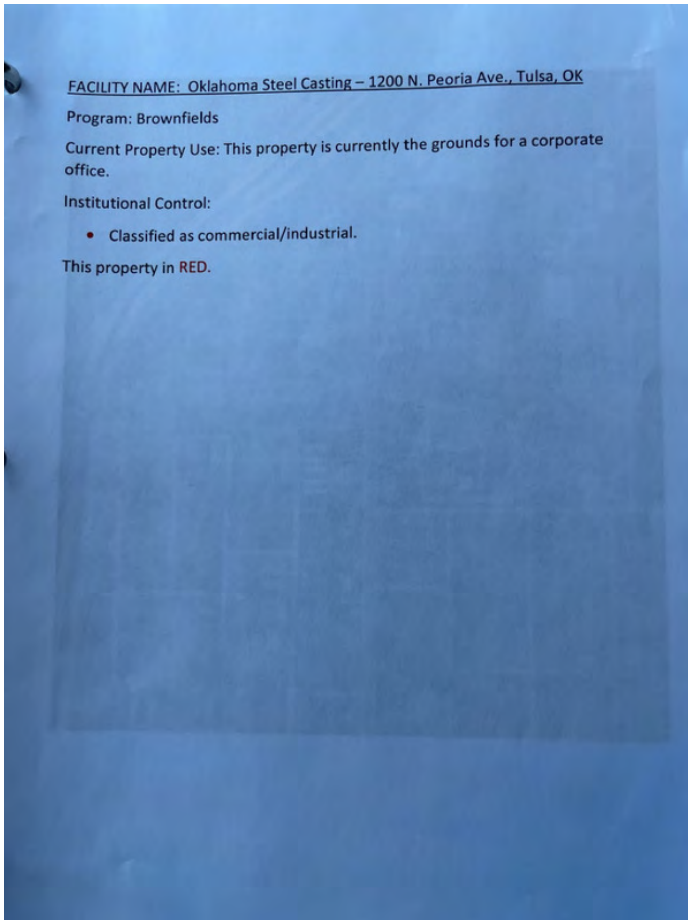 FACILITY NAME: Oklahoma Steel Casting – 1200 N. Peoria Ave., Tulsa, OK
Program: Brownfields
Current Property Use: This property is currently the grounds for a corporate
office.
Institutional Control:
• Classified as commercial/industrial.
This property in RED.